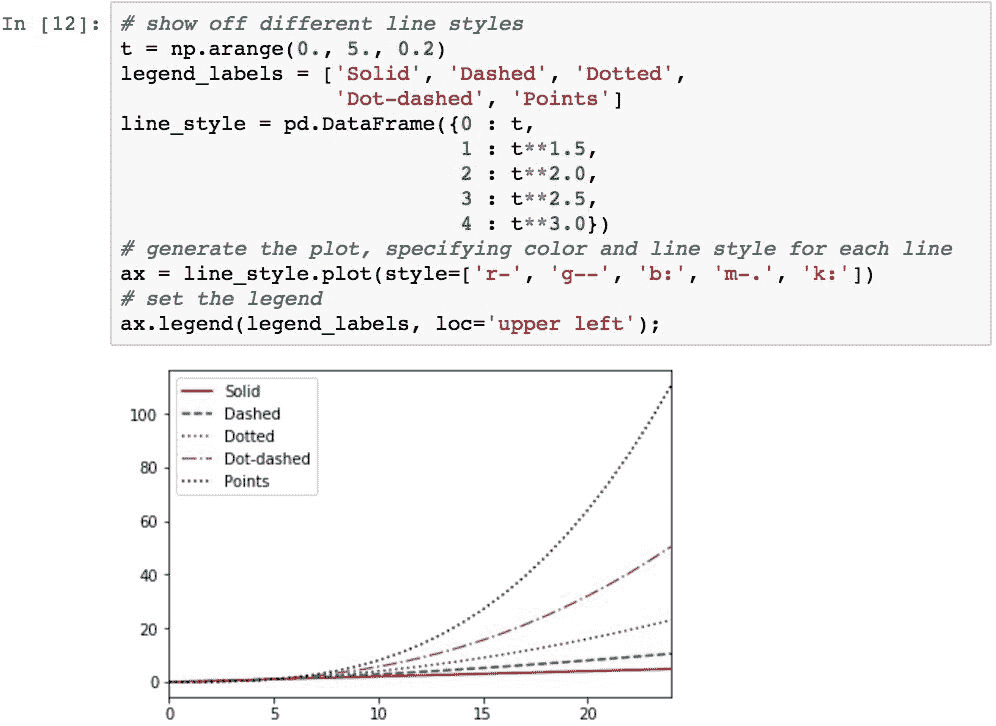 In [12]: # show off different line styles
t = np.arange(0., 5., 0.2)
legend_labels = ['Solid', 'Dashed', 'Dotted',
                 'Dot-dashed', 'Points']
line_style = pd.DataFrame({0 : t,
                           1 : t**1.5,
                           2 : t**2.0,
                           3 : t**2.5,
                           4 : t**3.0})
# generate the plot, specifying color and line style for each line
ax = line_style.plot(style=['r-', 'g--', 'b:', 'm-.', 'k:'])
# set the legend
ax.legend(legend_labels, loc='upper left');
Solid
Dashed
Dotted
Dot-dashed
Points
100
80
60
40
20
0
0 5 10 15 20